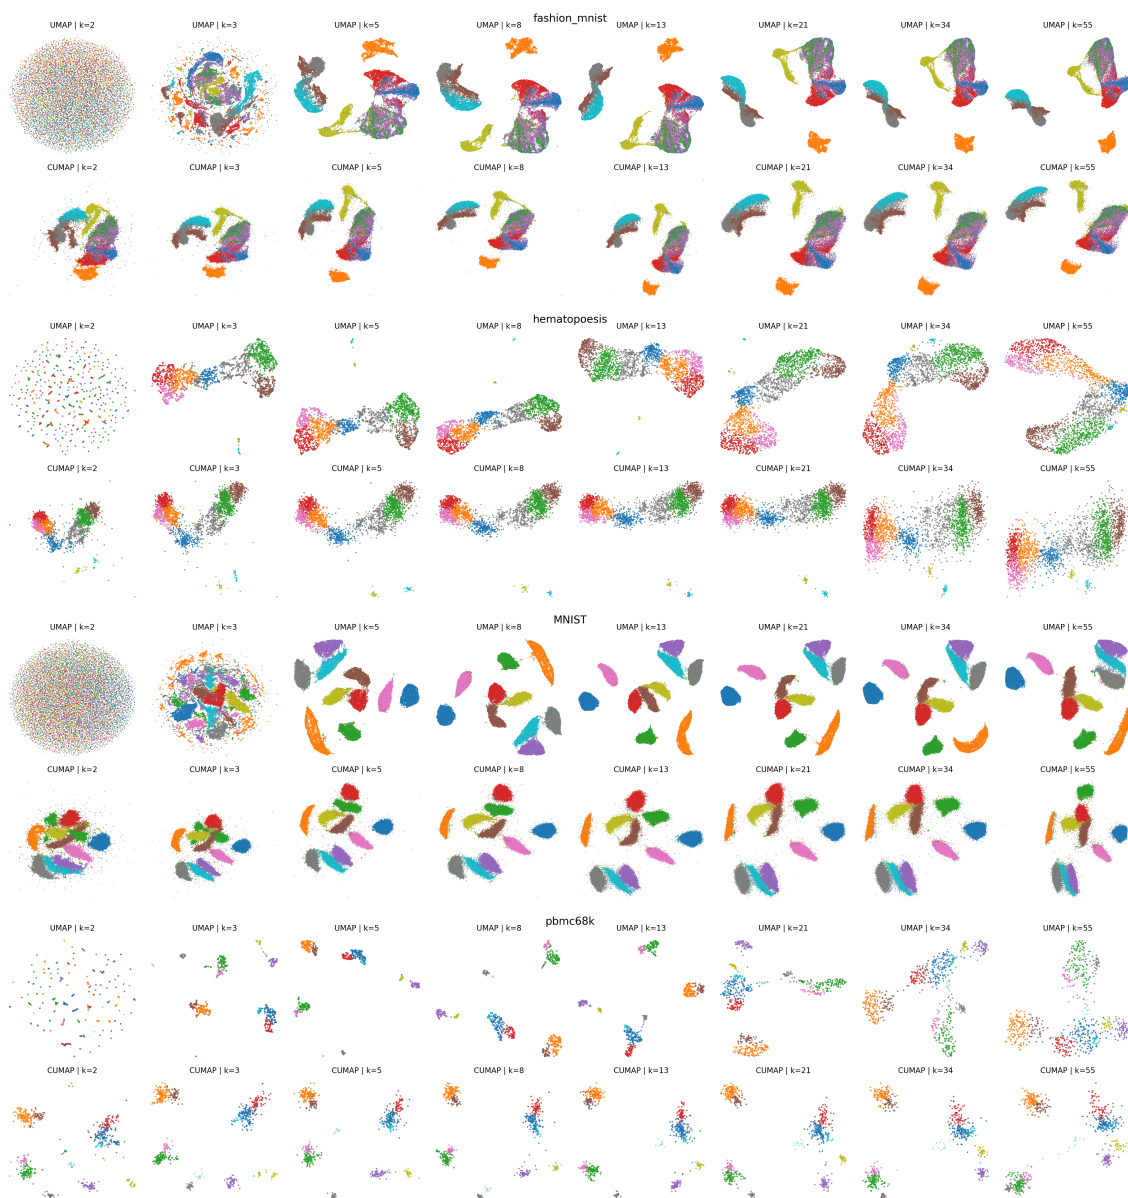 fashion_mnist
UMAP | k=2 UMAP | k=3 UMAP | k=5 UMAP | k=8 UMAP | k=13 UMAP | k=21 UMAP | k=34 UMAP | k=55
CUMAP | k=2 CUMAP | k=3 CUMAP | k=5 CUMAP | k=8 CUMAP | k=13 CUMAP | k=21 CUMAP | k=34 CUMAP | k=55
hematopoesis
UMAP | k=2 UMAP | k=3 UMAP | k=5 UMAP | k=8 UMAP | k=13 UMAP | k=21 UMAP | k=34 UMAP | k=55
CUMAP | k=2 CUMAP | k=3 CUMAP | k=5 CUMAP | k=8 CUMAP | k=13 CUMAP | k=21 CUMAP | k=34 CUMAP | k=55
MNIST
UMAP | k=2 UMAP | k=3 UMAP | k=5 UMAP | k=8 UMAP | k=13 UMAP | k=21 UMAP | k=34 UMAP | k=55
CUMAP | k=2 CUMAP | k=3 CUMAP | k=5 CUMAP | k=8 CUMAP | k=13 CUMAP | k=21 CUMAP | k=34 CUMAP | k=55
pbmc68k
UMAP | k=2 UMAP | k=3 UMAP | k=5 UMAP | k=8 UMAP | k=13 UMAP | k=21 UMAP | k=34 UMAP | k=55
CUMAP | k=2 CUMAP | k=3 CUMAP | k=5 CUMAP | k=8 CUMAP | k=13 CUMAP | k=21 CUMAP | k=34 CUMAP | k=55